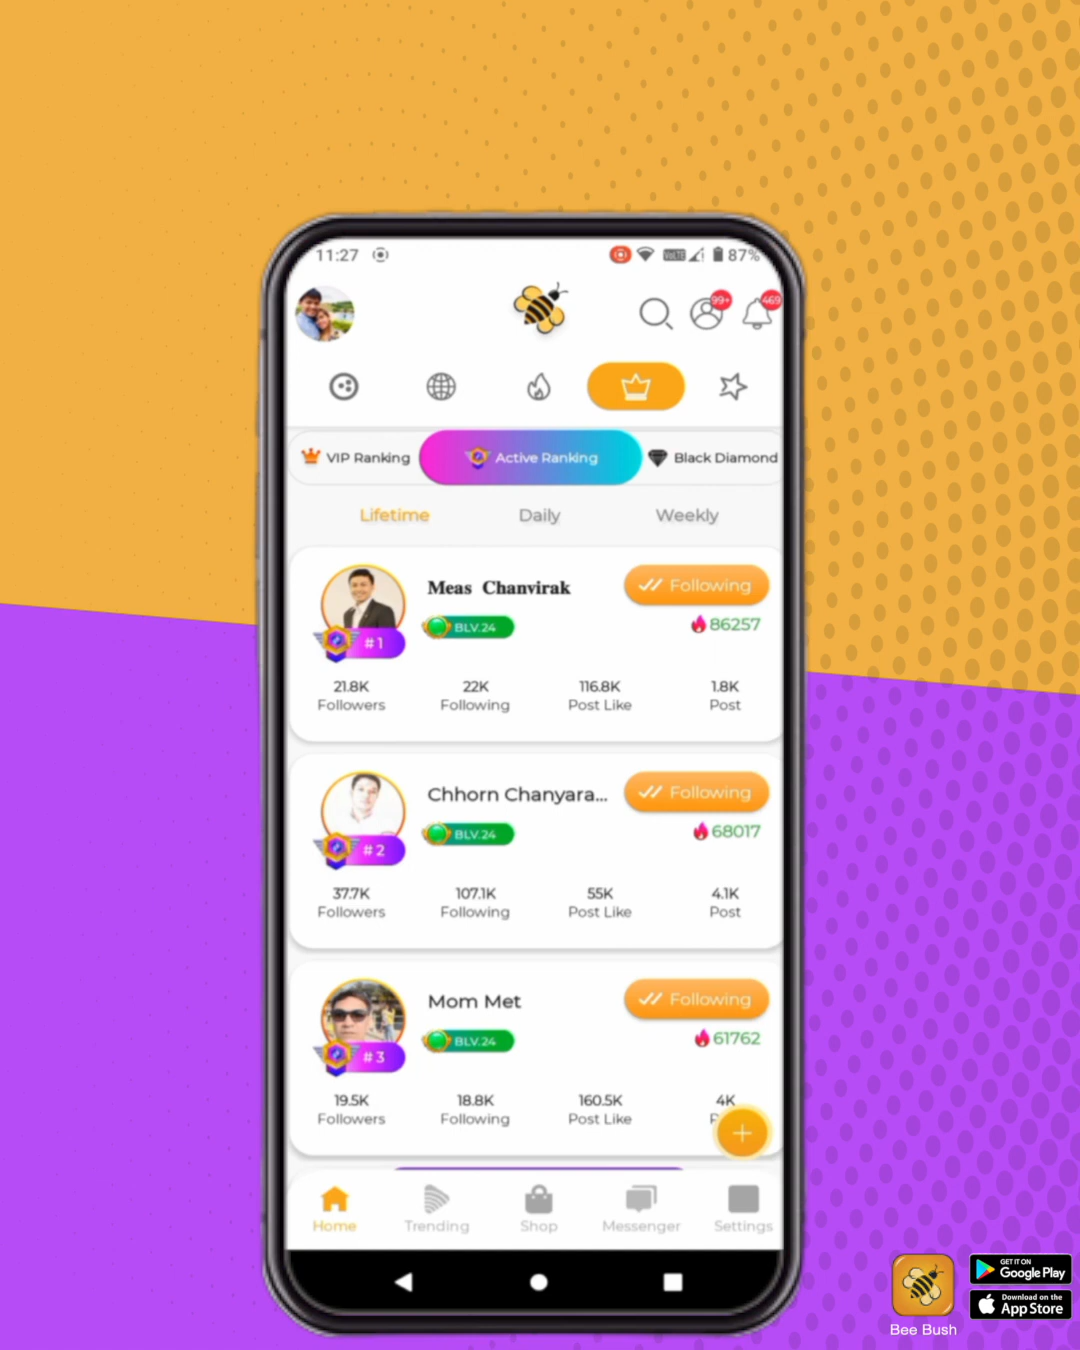 11:27
87%
99+
469
VIP Ranking
Active Ranking
Black Diamond
Lifetime
Daily
Weekly
Meas Chanvirak
Following
#1
BLV.24
86257
21.8K
22K
116.8K
1.8K
Followers
Following
Post Like
Post
Chhorn Chanyara...
Following
#2
BLV.24
68017
37.7K
107.1K
55K
4.1K
Followers
Following
Post Like
Post
Mom Met
Following
#3
BLV.24
61762
19.5K
18.8K
160.5K
4K
Followers
Following
Post Like
Home
Trending
Shop
Messenger
Settings
GET IT ON
Google Play
Download on the
App Store
Bee Bush